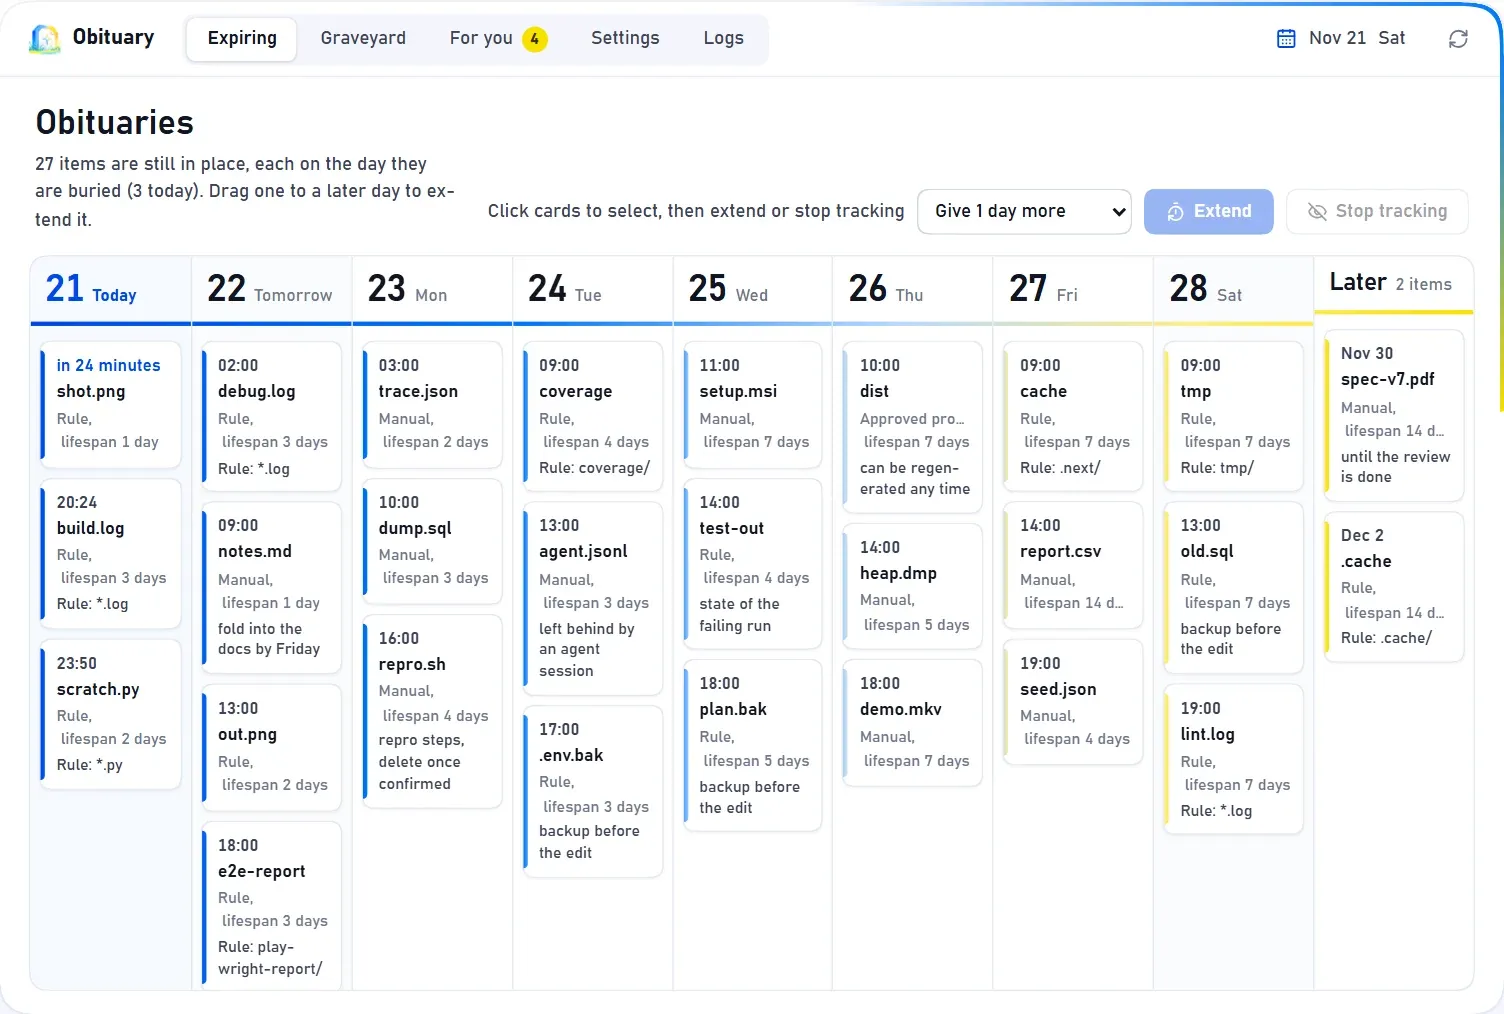 Obituary
Expiring
Graveyard
For you 4
Settings
Logs
Nov 21 Sat
Obituaries
27 items are still in place, each on the day they
are buried (3 today). Drag one to a later day to ex-
tend it.
Click cards to select, then extend or stop tracking
Give 1 day more
Extend
Stop tracking
21 Today
in 24 minutes
shot.png
Rule,
lifespan 1 day
20:24
build.log
Rule,
lifespan 3 days
Rule: *.log
23:50
scratch.py
Rule,
lifespan 2 days
Rule: *.py
22 Tomorrow
02:00
debug.log
Rule,
lifespan 3 days
Rule: *.log
09:00
notes.md
Manual,
lifespan 1 day
fold into the
docs by Friday
13:00
out.png
Rule,
lifespan 2 days
18:00
e2e-report
Rule,
lifespan 3 days
Rule: play-
wright-report/
23 Mon
03:00
trace.json
Manual,
lifespan 2 days
10:00
dump.sql
Manual,
lifespan 3 days
16:00
repro.sh
Manual,
lifespan 4 days
repro steps,
delete once
confirmed
24 Tue
09:00
coverage
Rule,
lifespan 4 days
Rule: coverage/
13:00
agent.jsonl
Manual,
lifespan 3 days
left behind by
an agent
session
17:00
.env.bak
Rule,
lifespan 3 days
backup before
the edit
25 Wed
11:00
setup.msi
Manual,
lifespan 7 days
14:00
test-out
Rule,
lifespan 4 days
state of the
failing run
18:00
plan.bak
Rule,
lifespan 5 days
backup before
the edit
26 Thu
10:00
dist
Approved pro...
lifespan 7 days
can be regen-
erated any time
14:00
heap.dmp
Manual,
lifespan 5 days
18:00
demo.mkv
Manual,
lifespan 7 days
27 Fri
09:00
cache
Rule,
lifespan 7 days
Rule: .next/
14:00
report.csv
Manual,
lifespan 14 d...
19:00
seed.json
Manual,
lifespan 4 days
28 Sat
09:00
tmp
Rule,
lifespan 7 days
Rule: tmp/
13:00
old.sql
Rule,
lifespan 7 days
backup before
the edit
19:00
lint.log
Rule,
lifespan 7 days
Rule: *.log
Later 2 items
Nov 30
spec-v7.pdf
Manual,
lifespan 14 d...
until the review
is done
Dec 2
.cache
Rule,
lifespan 14 d...
Rule: .cache/